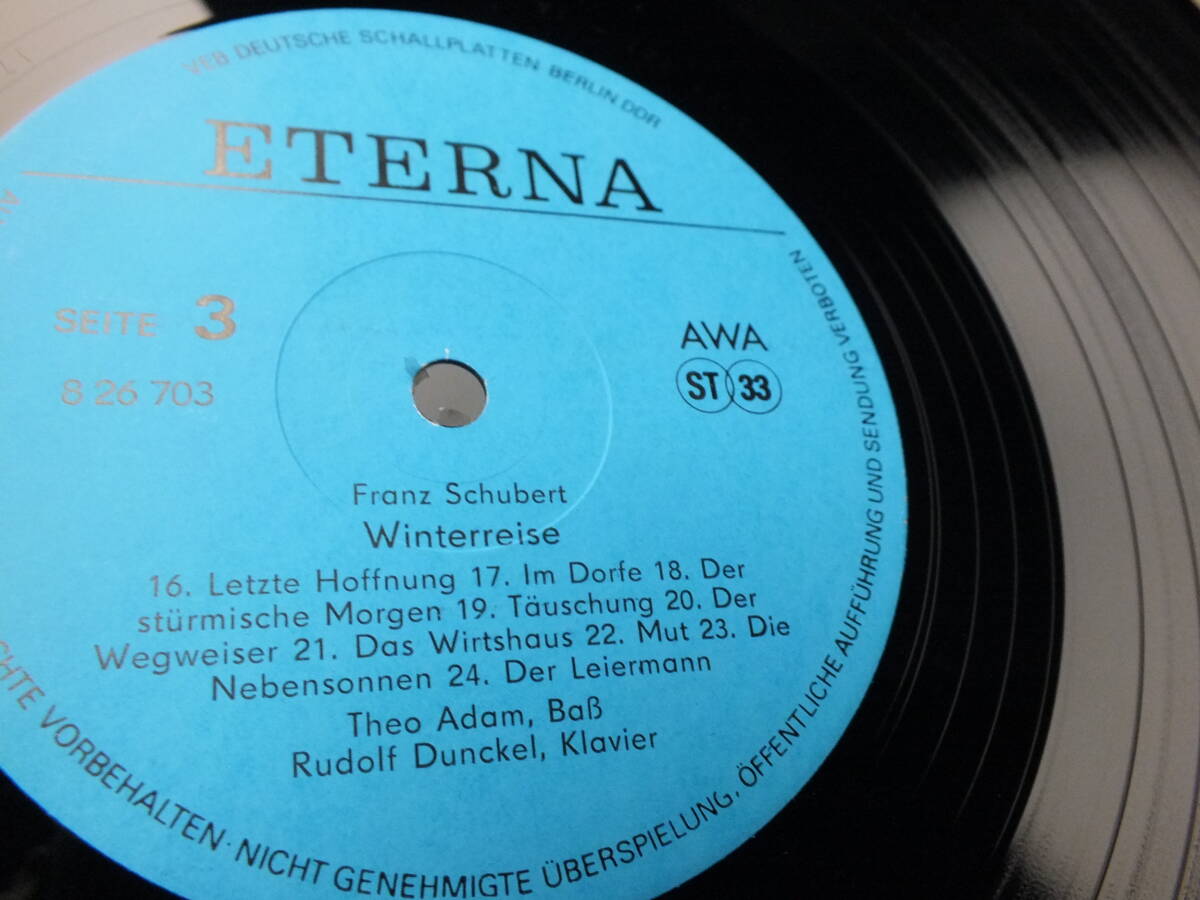 VEB DEUTSCHE SCHALLPLATTEN BERLIN DDR
ETERNA
SEITE 3
8 26 703
AWA
ST 33
Franz Schubert
Winterreise
16. Letzte Hoffnung 17. Im Dorfe 18. Der
stürmische Morgen 19. Täuschung 20. Der
Wegweiser 21. Das Wirtshaus 22. Mut 23. Die
Nebensonnen 24. Der Leiermann
Theo Adam, Baß
Rudolf Dunckel, Klavier
VORBEHALTEN · NICHT GENEHMIGTE ÜBERSPIELUNG, ÖFFENTLICHE AUFFÜHRUNG UND SENDUNG VERBOTEN